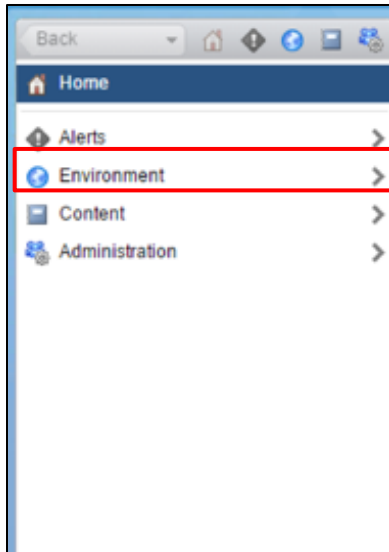 Back
Home
Alerts
Environment
Content
Administration